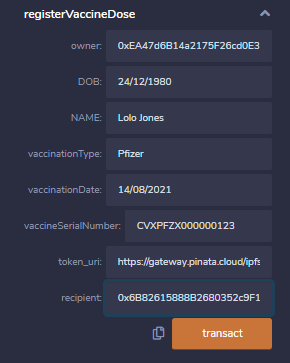 registerVaccineDose
owner: 0xEA47d6B14a2175F26cd0E3
DOB: 24/12/1980
NAME: Lolo Jones
vaccinationType: Pfizer
vaccinationDate: 14/08/2021
vaccineSerialNumber: CVXPFZX000000123
token_uri: https://gateway.pinata.cloud/ipfs
recipient: 0x6B82615888B2680352c9F1
transact